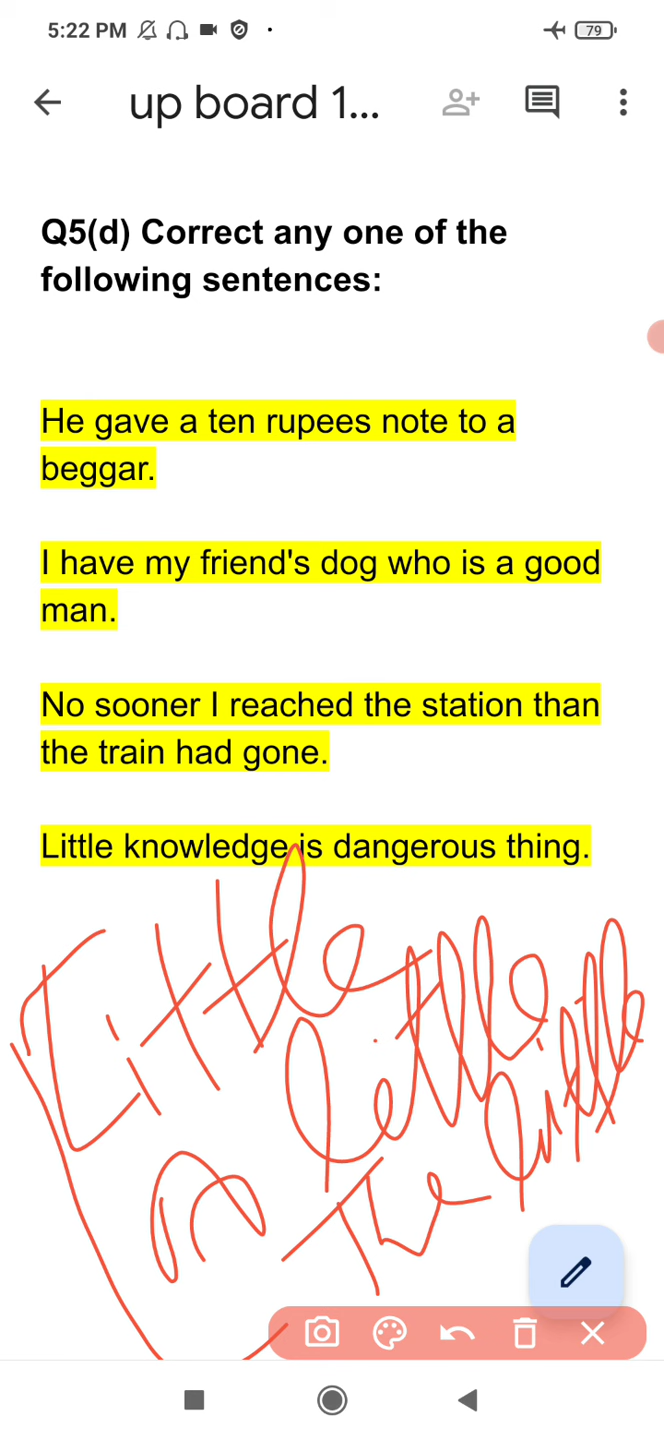 5:22 PM
79
up board 1...
Q5(d) Correct any one of the
following sentences:
He gave a ten rupees note to a
beggar.
I have my friend's dog who is a good
man.
No sooner I reached the station than
the train had gone.
Little knowledge is dangerous thing.
Little
a little
The little